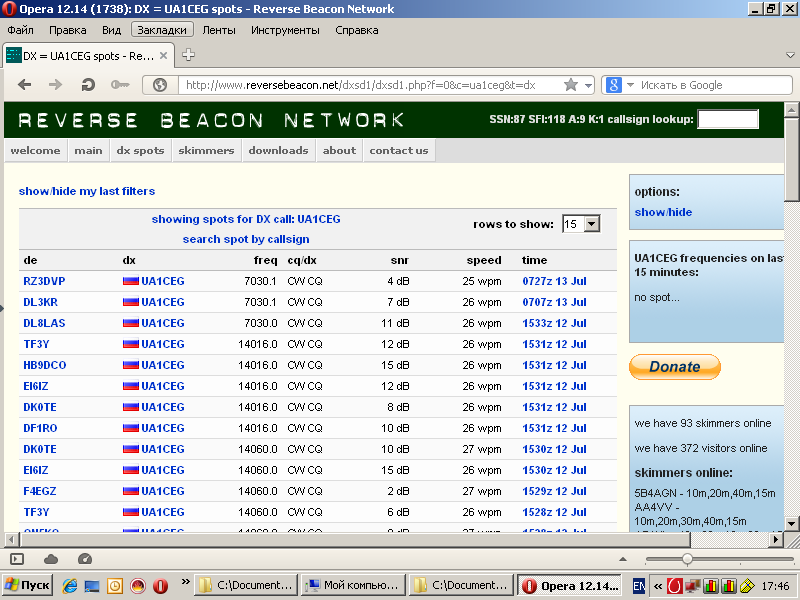 Opera 12.14 (1738): DX = UA1CEG spots - Reverse Beacon Network
Файл Правка Вид Закладки Ленты Инструменты Справка
DX = UA1CEG spots - Re...
http://www.reversebeacon.net/dxsd1/dxsd1.php?f=0&c=ua1ceg&t=dx
Искать в Google
REVERSE BEACON NETWORK
SSN:87 SFI:118 A:9 K:1 callsign lookup:
welcome main dx spots skimmers downloads about contact us
show/hide my last filters
showing spots for DX call: UA1CEG
search spot by callsign
rows to show: 15
de dx freq cq/dx snr speed time
RZ3DVP UA1CEG 7030.1 CW CQ 4 dB 25 wpm 0727z 13 Jul
DL3KR UA1CEG 7030.1 CW CQ 7 dB 26 wpm 0707z 13 Jul
DL8LAS UA1CEG 7030.0 CW CQ 11 dB 26 wpm 1533z 12 Jul
TF3Y UA1CEG 14016.0 CW CQ 12 dB 26 wpm 1531z 12 Jul
HB9DCO UA1CEG 14016.0 CW CQ 15 dB 26 wpm 1531z 12 Jul
EI6IZ UA1CEG 14016.0 CW CQ 12 dB 26 wpm 1531z 12 Jul
DK0TE UA1CEG 14016.0 CW CQ 8 dB 26 wpm 1531z 12 Jul
DF1RO UA1CEG 14016.0 CW CQ 10 dB 26 wpm 1531z 12 Jul
DK0TE UA1CEG 14060.0 CW CQ 10 dB 27 wpm 1530z 12 Jul
EI6IZ UA1CEG 14060.0 CW CQ 15 dB 26 wpm 1530z 12 Jul
F4EGZ UA1CEG 14060.0 CW CQ 2 dB 27 wpm 1529z 12 Jul
TF3Y UA1CEG 14060.0 CW CQ 6 dB 26 wpm 1528z 12 Jul
options:
show/hide
UA1CEG frequencies on las
15 minutes:
no spot...
Donate
we have 93 skimmers online
we have 372 visitors online
skimmers online:
5B4AGN - 10m,20m,40m,15m
AA4VV -
10m,20m,30m,40m,15m
Пуск
C:\Document...
Мой компью...
C:\Document...
Opera 12.14...
EN
17:46